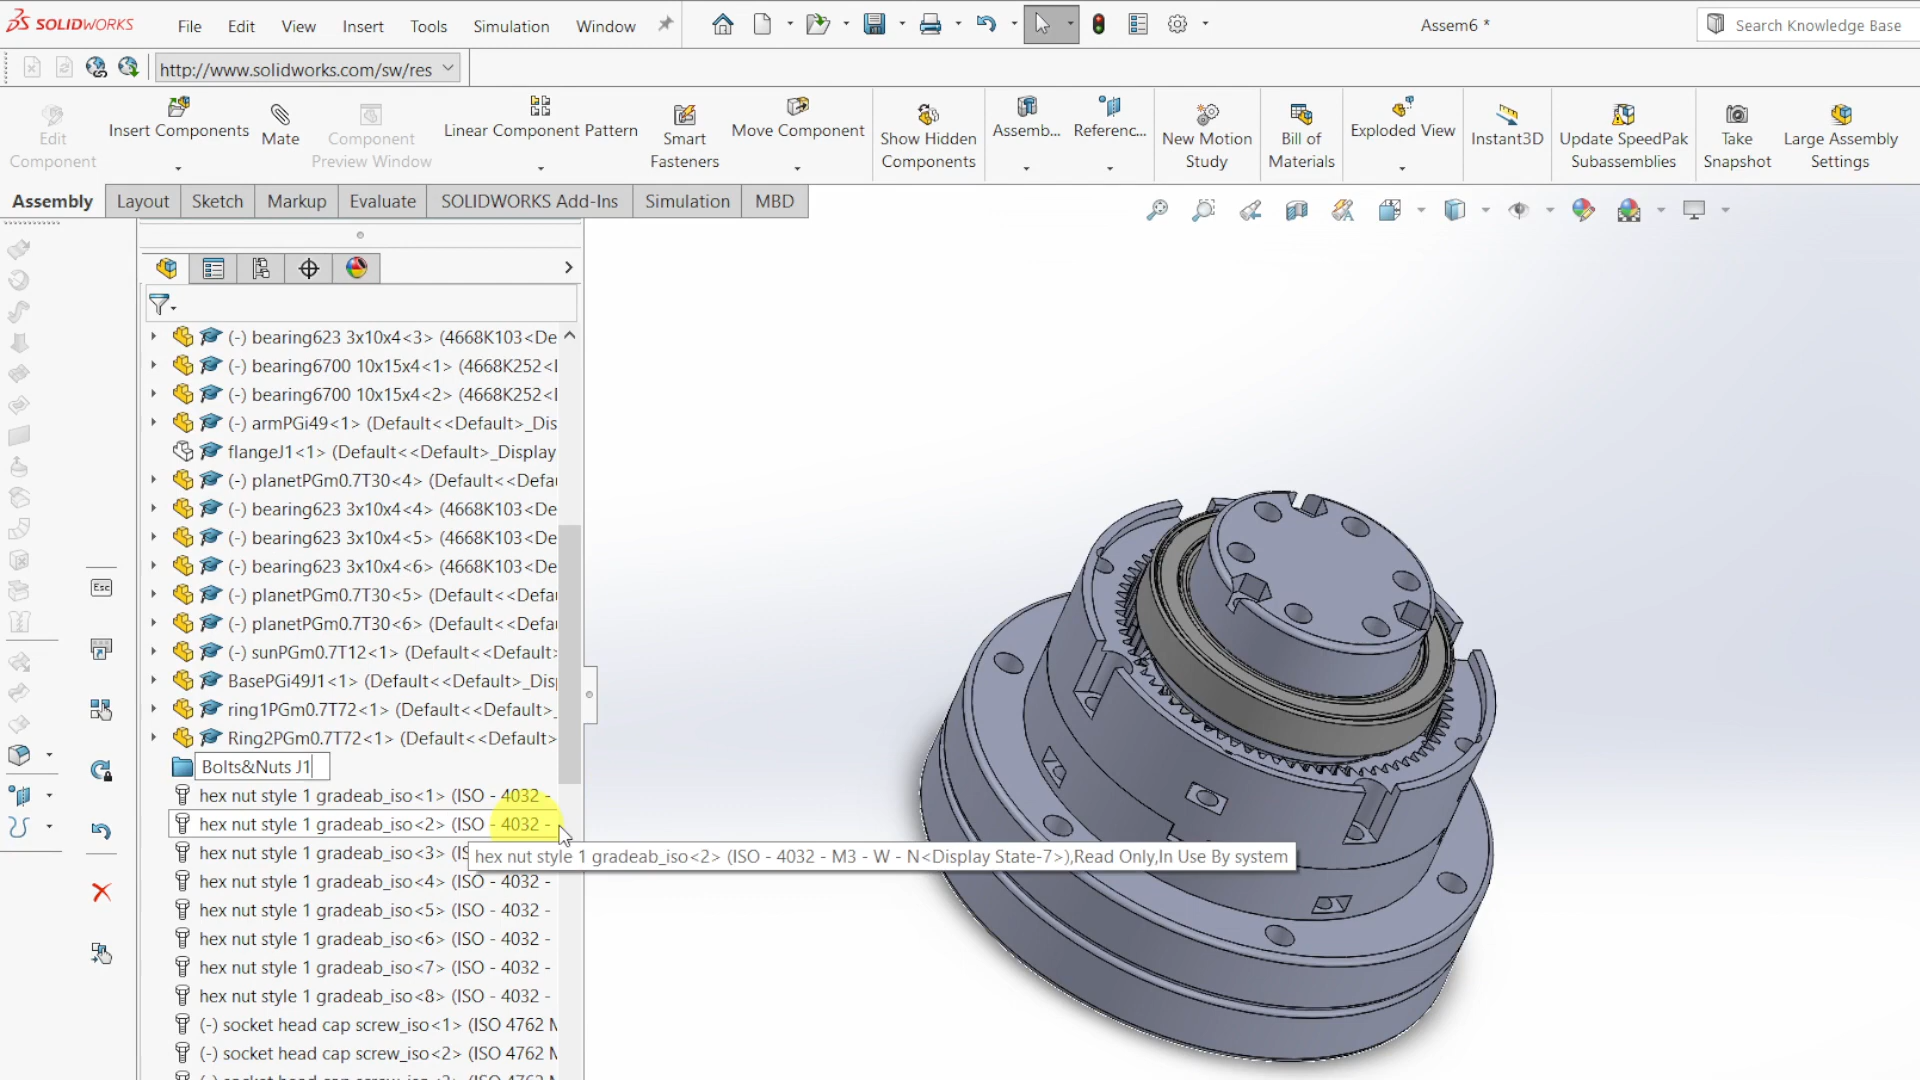 SOLIDWORKS File Edit View Insert Tools Simulation Window Assem6 * Search Knowledge Base
http://www.solidworks.com/sw/res
Edit Component
Insert Components
Mate
Component Preview Window
Linear Component Pattern
Smart Fasteners
Move Component
Show Hidden Components
Assemb...
Referenc...
New Motion Study
Bill of Materials
Exploded View
Instant3D
Update SpeedPak Subassemblies
Take Snapshot
Large Assembly Settings
Assembly Layout Sketch Markup Evaluate SOLIDWORKS Add-Ins Simulation MBD
(-) bearing623 3x10x4<3> (4668K103<De
(-) bearing6700 10x15x4<1> (4668K252<
(-) bearing6700 10x15x4<2> (4668K252<
(-) armPGi49<1> (Default<<Default>_Dis
flangeJ1<1> (Default<<Default>_Display
(-) planetPGm0.7T30<4> (Default<<Defa
(-) bearing623 3x10x4<4> (4668K103<De
(-) bearing623 3x10x4<5> (4668K103<De
(-) bearing623 3x10x4<6> (4668K103<De
(-) planetPGm0.7T30<5> (Default<<Defa
(-) planetPGm0.7T30<6> (Default<<Defa
(-) sunPGm0.7T12<1> (Default<<Default>
BasePGi49J1<1> (Default<<Default>_Dis
ring1PGm0.7T72<1> (Default<<Default>_
Ring2PGm0.7T72<1> (Default<<Default>
Bolts&Nuts J1
hex nut style 1 gradeab_iso<1> (ISO - 4032 -
hex nut style 1 gradeab_iso<2> (ISO - 4032 -
hex nut style 1 gradeab_iso<3> (IS
hex nut style 1 gradeab_iso<2> (ISO - 4032 - M3 - W - N<Display State-7>),Read Only,In Use By system
hex nut style 1 gradeab_iso<4> (ISO - 4032 -
hex nut style 1 gradeab_iso<5> (ISO - 4032 -
hex nut style 1 gradeab_iso<6> (ISO - 4032 -
hex nut style 1 gradeab_iso<7> (ISO - 4032 -
hex nut style 1 gradeab_iso<8> (ISO - 4032 -
(-) socket head cap screw_iso<1> (ISO 4762 M
(-) socket head cap screw_iso<2> (ISO 4762 M
Esc